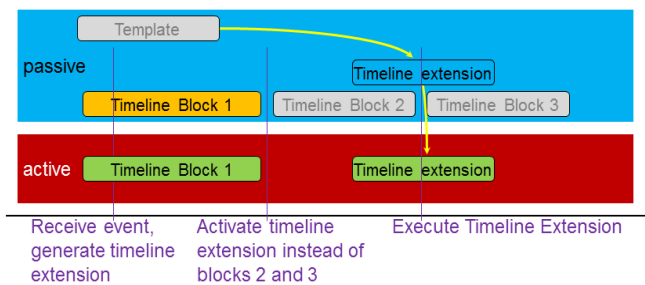 Template
passive
Timeline extension
Timeline Block 1
Timeline Block 2
Timeline Block 3
active
Timeline Block 1
Timeline extension
Receive event,
generate timeline
extension
Activate timeline
extension instead of
blocks 2 and 3
Execute Timeline Extension